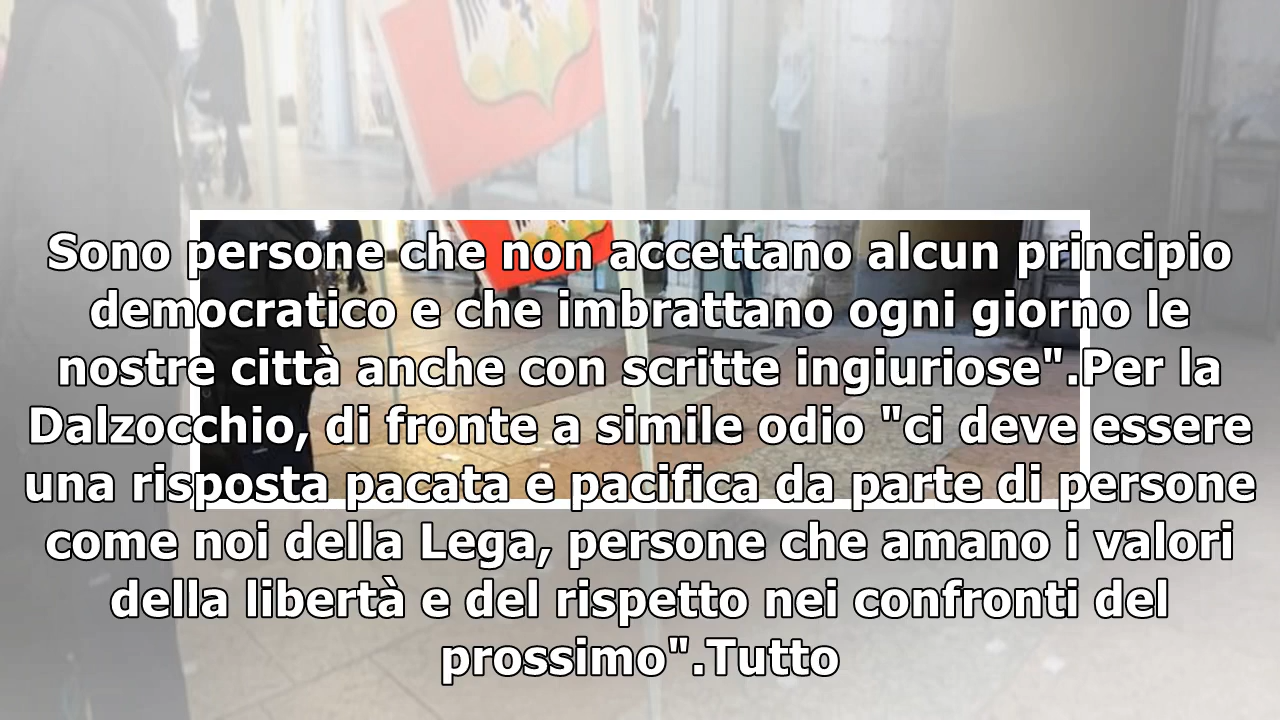 Sono persone che non accettano alcun principio
democratico e che imbrattano ogni giorno le
nostre città anche con scritte ingiuriose".Per la
Dalzocchio, di fronte a simile odio "ci deve essere
una risposta pacata e pacifica da parte di persone
come noi della Lega, persone che amano i valori
della libertà e del rispetto nei confronti del
prossimo".Tutto